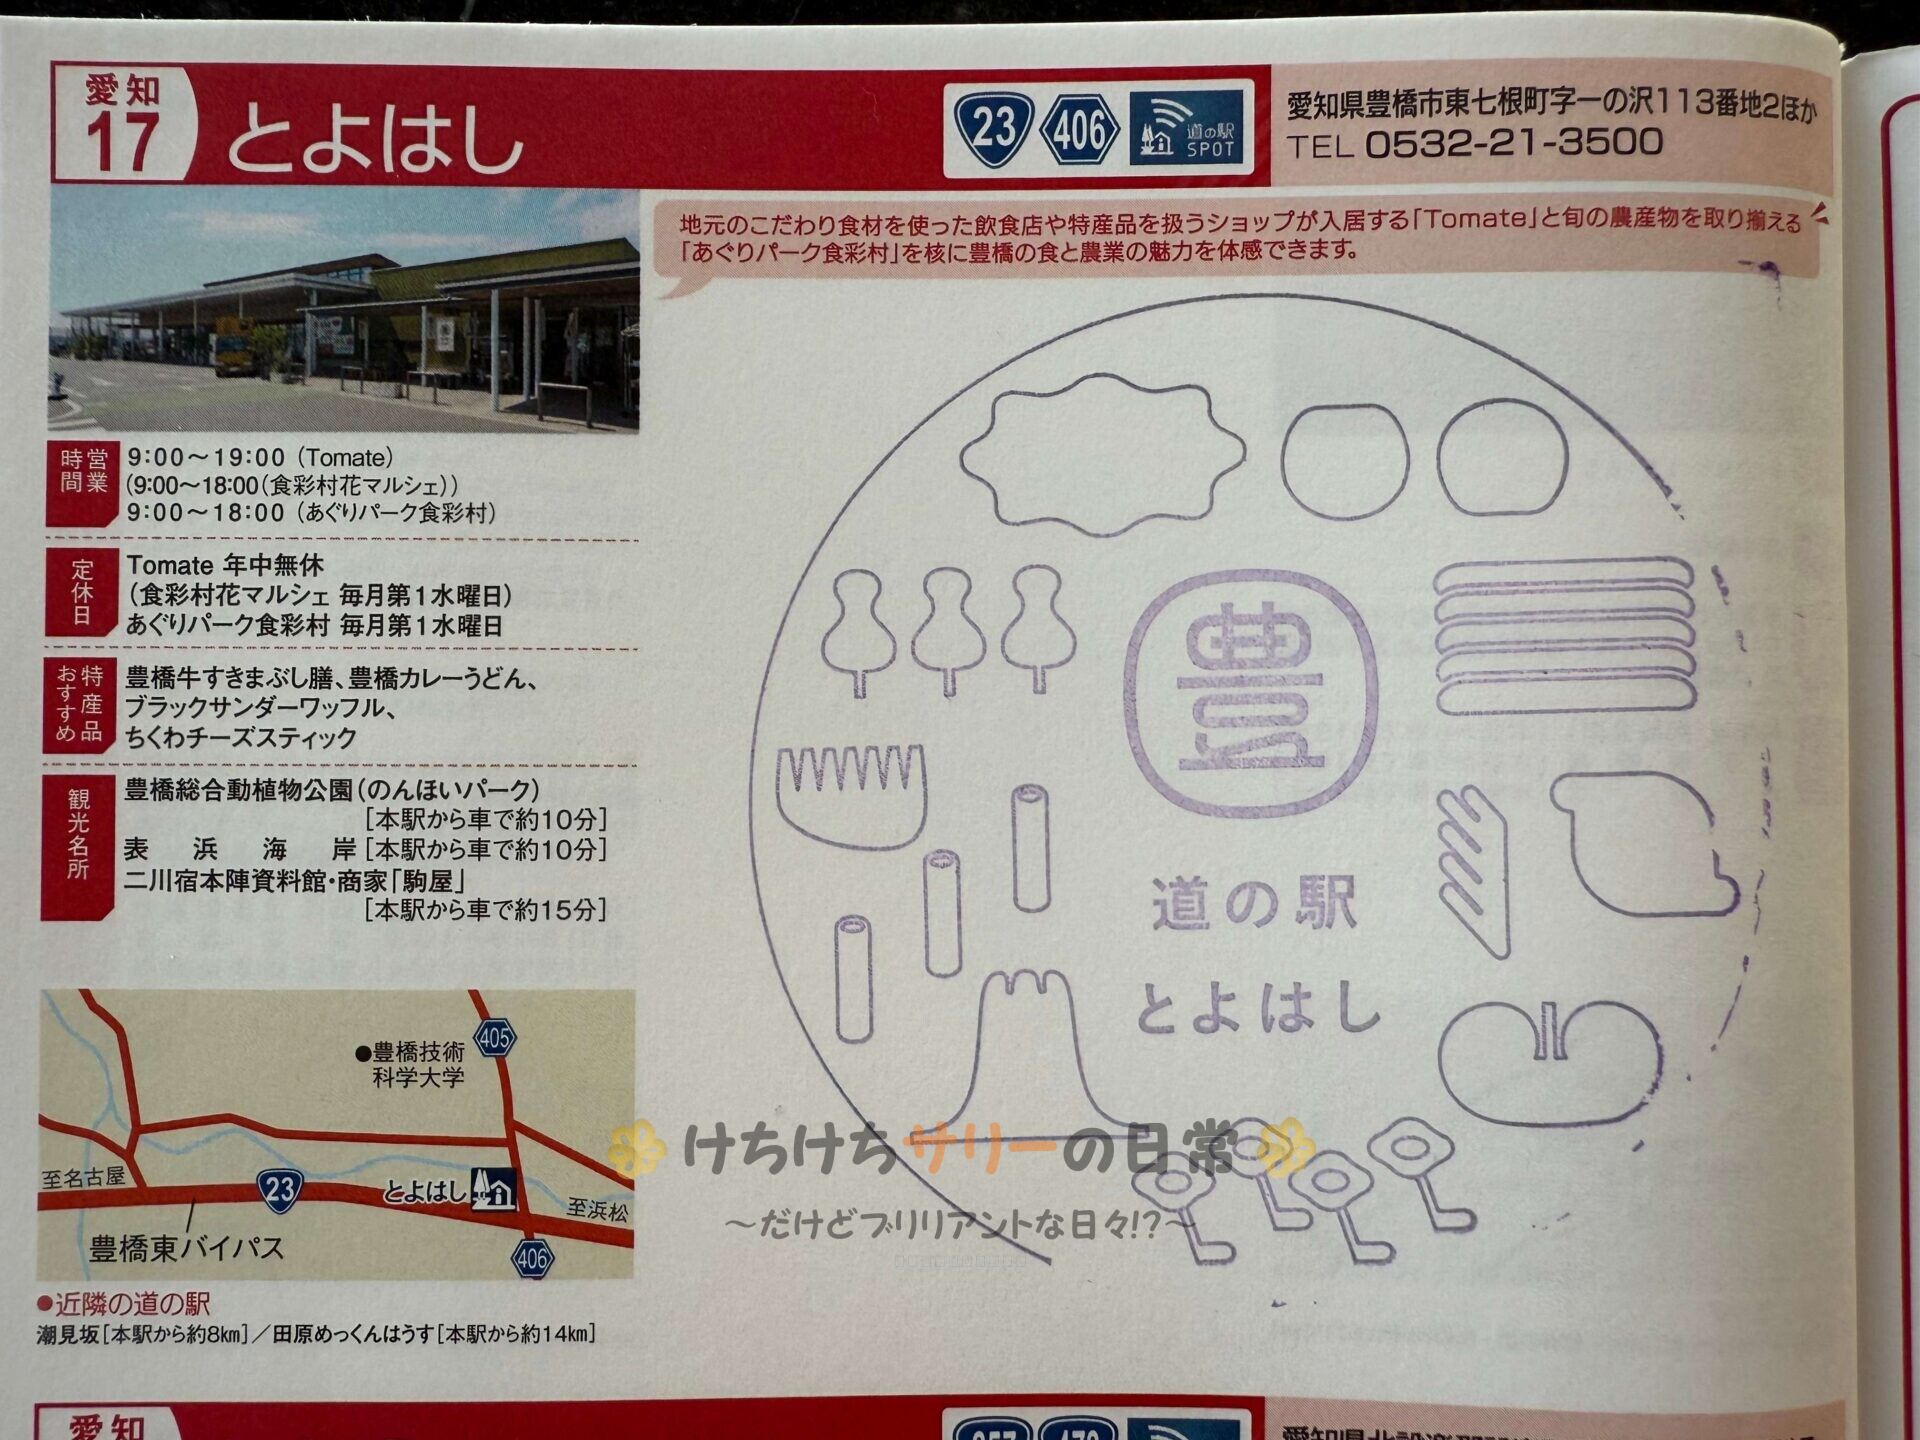 愛知
17
とよはし
23
406
道の駅
SPOT
愛知県豊橋市東七根町字一の沢113番地2ほか
TEL 0532-21-3500
地元のこだわり食材を使った飲食店や特産品を扱うショップが入居する「Tomate」と旬の農産物を取り揃える
「あぐりパーク食彩村」を核に豊橋の食と農業の魅力を体感できます。
営業時間
9:00〜19:00 (Tomate)
(9:00〜18:00(食彩村花マルシェ))
9:00〜18:00 (あぐりパーク食彩村)
定休日
Tomate 年中無休
(食彩村花マルシェ 毎月第1水曜日)
あぐりパーク食彩村 毎月第1水曜日
特産品おすすめ
豊橋牛すきまぶし膳、豊橋カレーうどん、
ブラックサンダーワッフル、
ちくわチーズスティック
観光名所
豊橋総合動植物公園(のんほいパーク)
[本駅から車で約10分]
表浜海岸[本駅から車で約10分]
二川宿本陣資料館・商家「駒屋」
[本駅から車で約15分]
豊
道の駅
とよはし
●豊橋技術
科学大学
405
至名古屋
23
とよはし
至浜松
豊橋東バイパス
406
●近隣の道の駅
潮見坂[本駅から約8km]／田原めっくんはうす[本駅から約14km]
けちけちサリーの日常
〜だけどブリリアントな日々!?〜
愛知